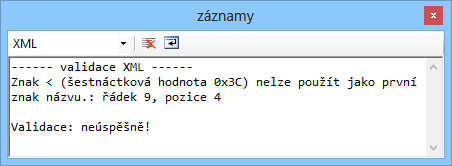 záznamy
XML
------ validace XML ------
Znak < (šestnáctková hodnota 0x3C) nelze použít jako první
znak názvu.: řádek 9, pozice 4
Validace: neúspěšně!